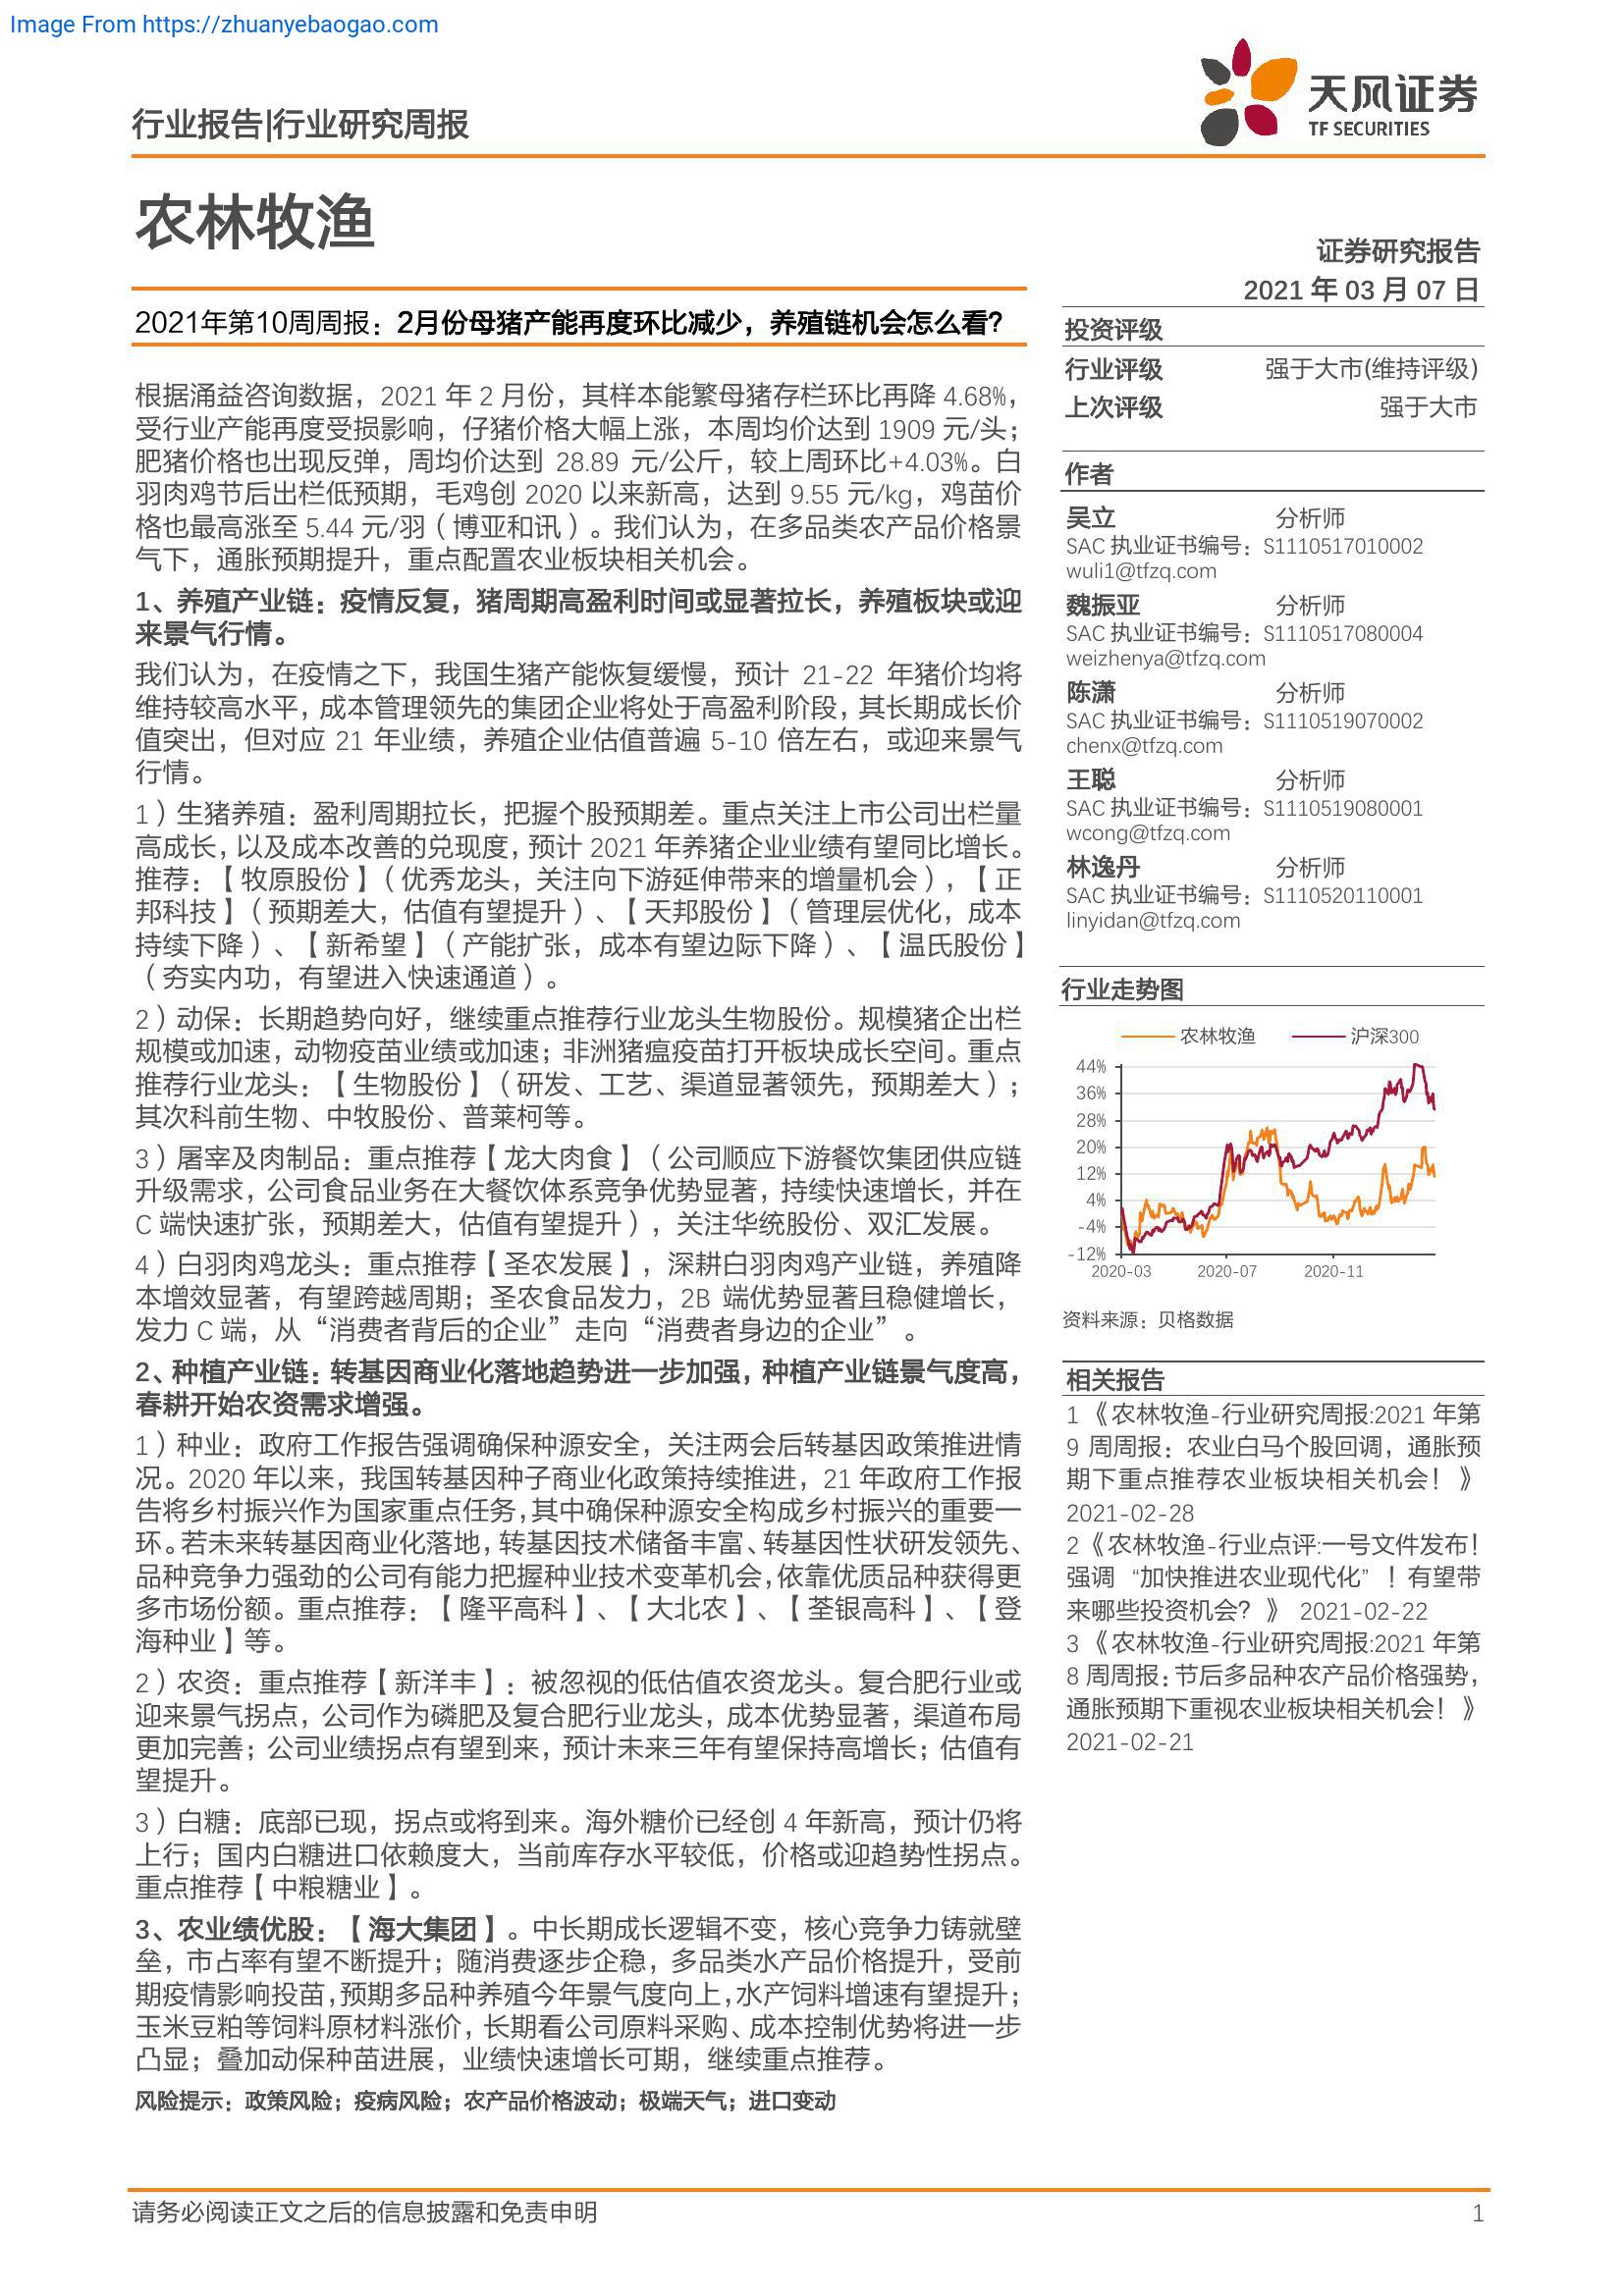 Image From https://zhuanyebaogao.com
行业报告|行业研究周报
天风证券
TF SECURITIES
农林牧渔
证券研究报告
2021 年 03 月 07 日
2021年第10周周报：2月份母猪产能再度环比减少，养殖链机会怎么看？
根据涌益咨询数据，2021 年 2 月份，其样本能繁母猪存栏环比再降 4.68%，
受行业产能再度受损影响，仔猪价格大幅上涨，本周均价达到 1909 元/头；
肥猪价格也出现反弹，周均价达到 28.89 元/公斤，较上周环比+4.03%。白
羽肉鸡节后出栏低预期，毛鸡创 2020 以来新高，达到 9.55 元/kg，鸡苗价
格也最高涨至 5.44 元/羽（博亚和讯）。我们认为，在多品类农产品价格景
气下，通胀预期提升，重点配置农业板块相关机会。
1、养殖产业链：疫情反复，猪周期高盈利时间或显著拉长，养殖板块或迎
来景气行情。
我们认为，在疫情之下，我国生猪产能恢复缓慢，预计 21-22 年猪价均将
维持较高水平，成本管理领先的集团企业将处于高盈利阶段，其长期成长价
值突出，但对应 21 年业绩，养殖企业估值普遍 5-10 倍左右，或迎来景气
行情。
1）生猪养殖：盈利周期拉长，把握个股预期差。重点关注上市公司出栏量
高成长，以及成本改善的兑现度，预计 2021 年养猪企业业绩有望同比增长。
推荐：【牧原股份】（优秀龙头，关注向下游延伸带来的增量机会），【正
邦科技】（预期差大，估值有望提升）、【天邦股份】（管理层优化，成本
持续下降）、【新希望】（产能扩张，成本有望边际下降）、【温氏股份】
（夯实内功，有望进入快速通道）。
2）动保：长期趋势向好，继续重点推荐行业龙头生物股份。规模猪企出栏
规模或加速，动物疫苗业绩或加速；非洲猪瘟疫苗打开板块成长空间。重点
推荐行业龙头：【生物股份】（研发、工艺、渠道显著领先，预期差大）；
其次科前生物、中牧股份、普莱柯等。
3）屠宰及肉制品：重点推荐【龙大肉食】（公司顺应下游餐饮集团供应链
升级需求，公司食品业务在大餐饮体系竞争优势显著，持续快速增长，并在
C 端快速扩张，预期差大，估值有望提升），关注华统股份、双汇发展。
4）白羽肉鸡龙头：重点推荐【圣农发展】，深耕白羽肉鸡产业链，养殖降
本增效显著，有望跨越周期；圣农食品发力，2B 端优势显著且稳健增长，
发力 C 端，从“消费者背后的企业”走向“消费者身边的企业”。
2、种植产业链：转基因商业化落地趋势进一步加强，种植产业链景气度高，
春耕开始农资需求增强。
1）种业：政府工作报告强调确保种源安全，关注两会后转基因政策推进情
况。2020 年以来，我国转基因种子商业化政策持续推进，21 年政府工作报
告将乡村振兴作为国家重点任务，其中确保种源安全构成乡村振兴的重要一
环。若未来转基因商业化落地，转基因技术储备丰富、转基因性状研发领先、
品种竞争力强劲的公司有能力把握种业技术变革机会，依靠优质品种获得更
多市场份额。重点推荐：【隆平高科】、【大北农】、【荃银高科】、【登
海种业】等。
2）农资：重点推荐【新洋丰】：被忽视的低估值农资龙头。复合肥行业或
迎来景气拐点，公司作为磷肥及复合肥行业龙头，成本优势显著，渠道布局
更加完善；公司业绩拐点有望到来，预计未来三年有望保持高增长；估值有
望提升。
3）白糖：底部已现，拐点或将到来。海外糖价已经创 4 年新高，预计仍将
上行；国内白糖进口依赖度大，当前库存水平较低，价格或迎趋势性拐点。
重点推荐【中粮糖业】。
3、农业绩优股：【海大集团】。中长期成长逻辑不变，核心竞争力铸就壁
垒，市占率有望不断提升；随消费逐步企稳，多品类水产品价格提升，受前
期疫情影响投苗，预期多品种养殖今年景气度向上，水产饲料增速有望提升；
玉米豆粕等饲料原材料涨价，长期看公司原料采购、成本控制优势将进一步
凸显；叠加动保种苗进展，业绩快速增长可期，继续重点推荐。
风险提示：政策风险；疫病风险；农产品价格波动；极端天气；进口变动
投资评级
行业评级 强于大市(维持评级)
上次评级 强于大市
作者
吴立 分析师
SAC 执业证书编号：S1110517010002
wuli1@tfzq.com
魏振亚 分析师
SAC 执业证书编号：S1110517080004
weizhenya@tfzq.com
陈潇 分析师
SAC 执业证书编号：S1110519070002
chenx@tfzq.com
王聪 分析师
SAC 执业证书编号：S1110519080001
wcong@tfzq.com
林逸丹 分析师
SAC 执业证书编号：S1110520110001
linyidan@tfzq.com
行业走势图
农林牧渔 沪深300
44%
36%
28%
20%
12%
4%
-4%
-12%
2020-03 2020-07 2020-11
资料来源：贝格数据
相关报告
1 《农林牧渔-行业研究周报:2021 年第
9 周周报：农业白马个股回调，通胀预
期下重点推荐农业板块相关机会！》
2021-02-28
2 《农林牧渔-行业点评:一号文件发布！
强调 “加快推进农业现代化” ！有望带
来哪些投资机会？》 2021-02-22
3 《农林牧渔-行业研究周报:2021 年第
8 周周报：节后多品种农产品价格强势，
通胀预期下重视农业板块相关机会！》
2021-02-21
请务必阅读正文之后的信息披露和免责申明 1